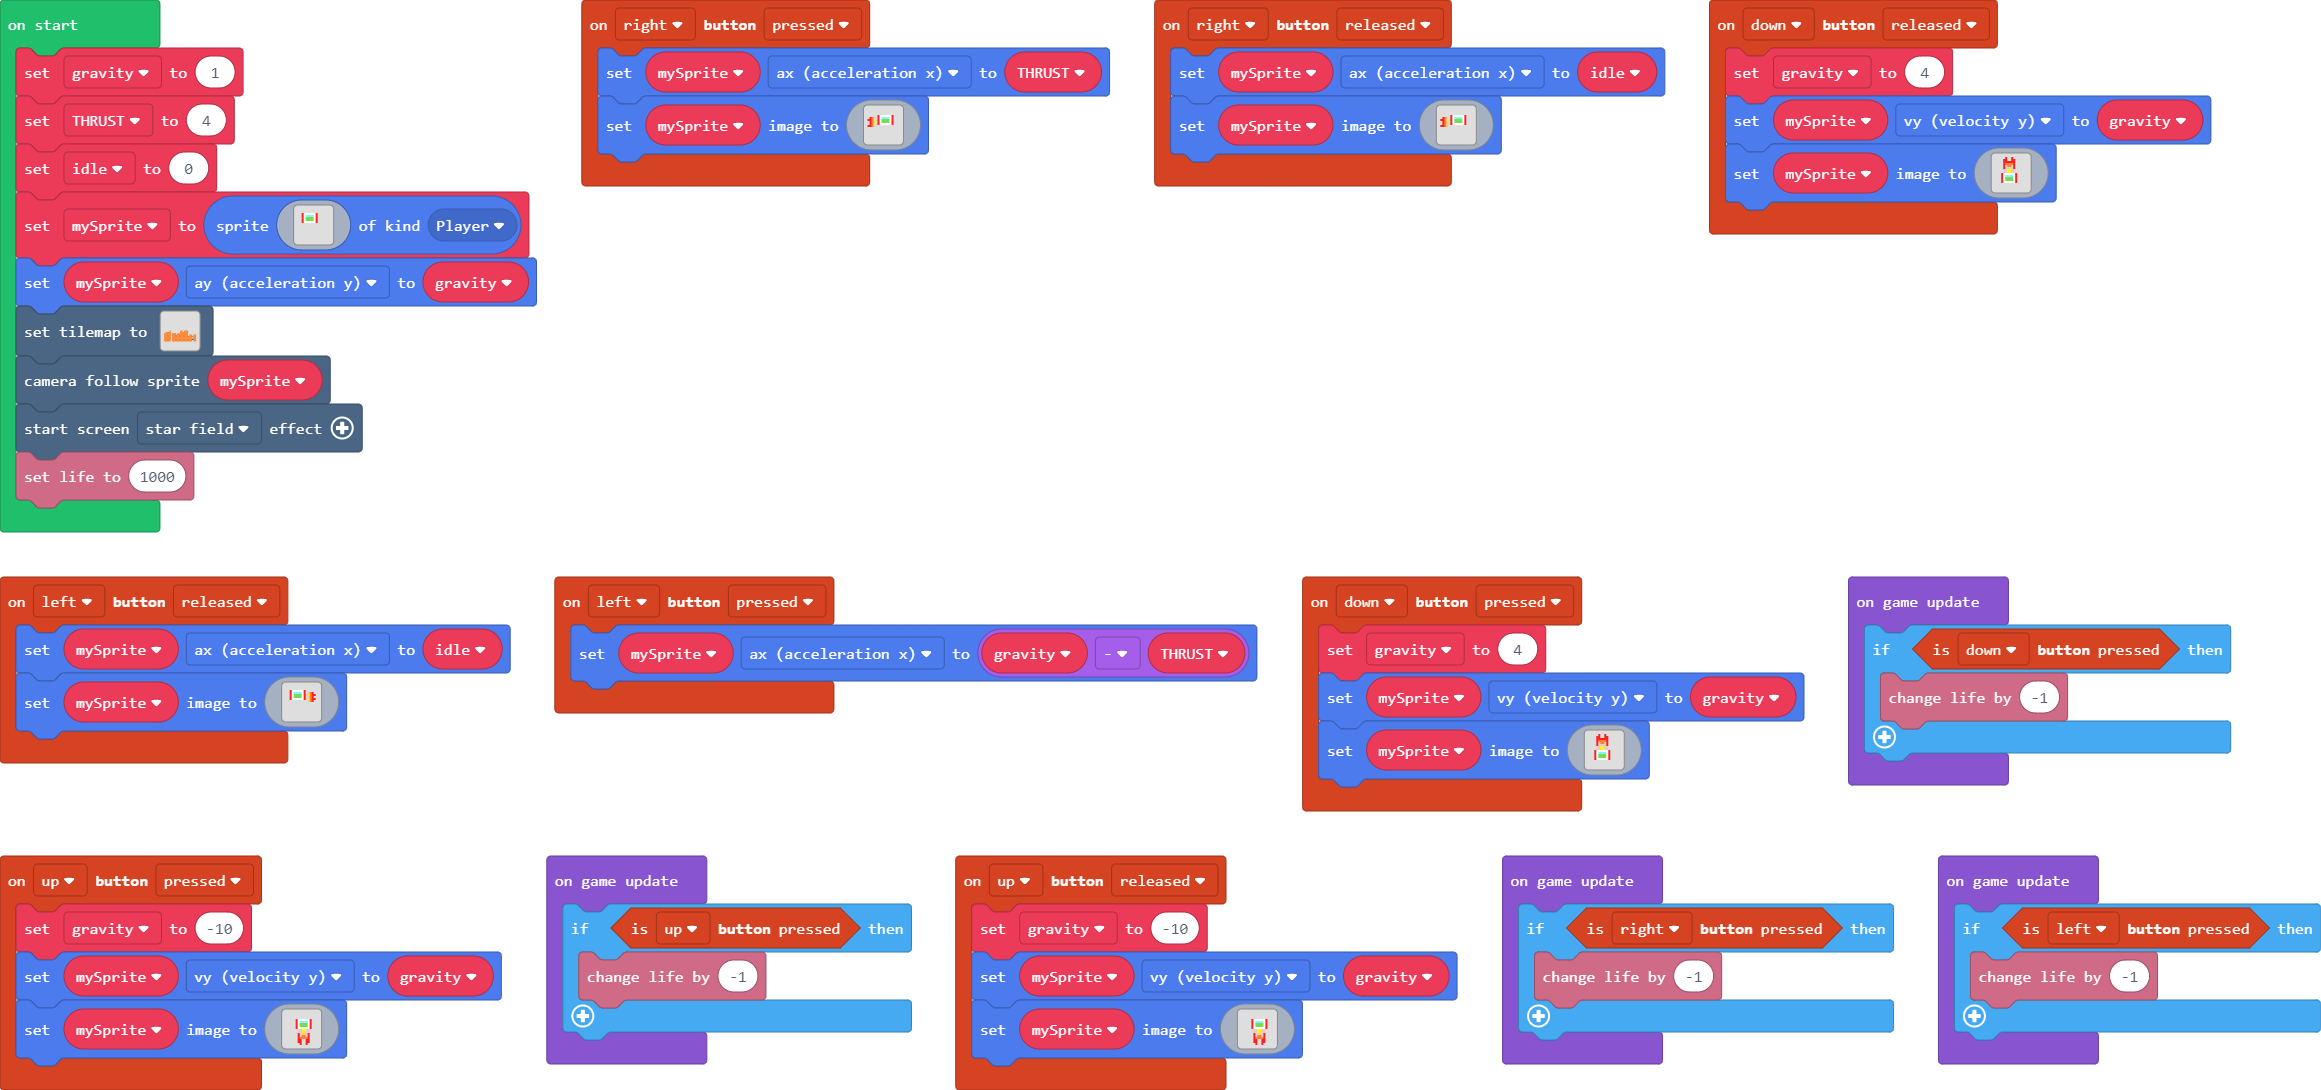 on start
set gravity to 1
set THRUST to 4
set idle to 0
set mySprite to sprite of kind Player
set mySprite ay (acceleration y) to gravity
set tilemap to
camera follow sprite mySprite
start screen star field effect
set life to 1000
on right button pressed
set mySprite ax (acceleration x) to THRUST
set mySprite image to
on right button released
set mySprite ax (acceleration x) to idle
set mySprite image to
on down button released
set gravity to 4
set mySprite vy (velocity y) to gravity
set mySprite image to
on left button released
set mySprite ax (acceleration x) to idle
set mySprite image to
on left button pressed
set mySprite ax (acceleration x) to gravity - THRUST
on down button pressed
set gravity to 4
set mySprite vy (velocity y) to gravity
set mySprite image to
on game update
if is down button pressed then
change life by -1
on up button pressed
set gravity to -10
set mySprite vy (velocity y) to gravity
set mySprite image to
on game update
if is up button pressed then
change life by -1
on up button released
set gravity to -10
set mySprite vy (velocity y) to gravity
set mySprite image to
on game update
if is right button pressed then
change life by -1
on game update
if is left button pressed then
change life by -1